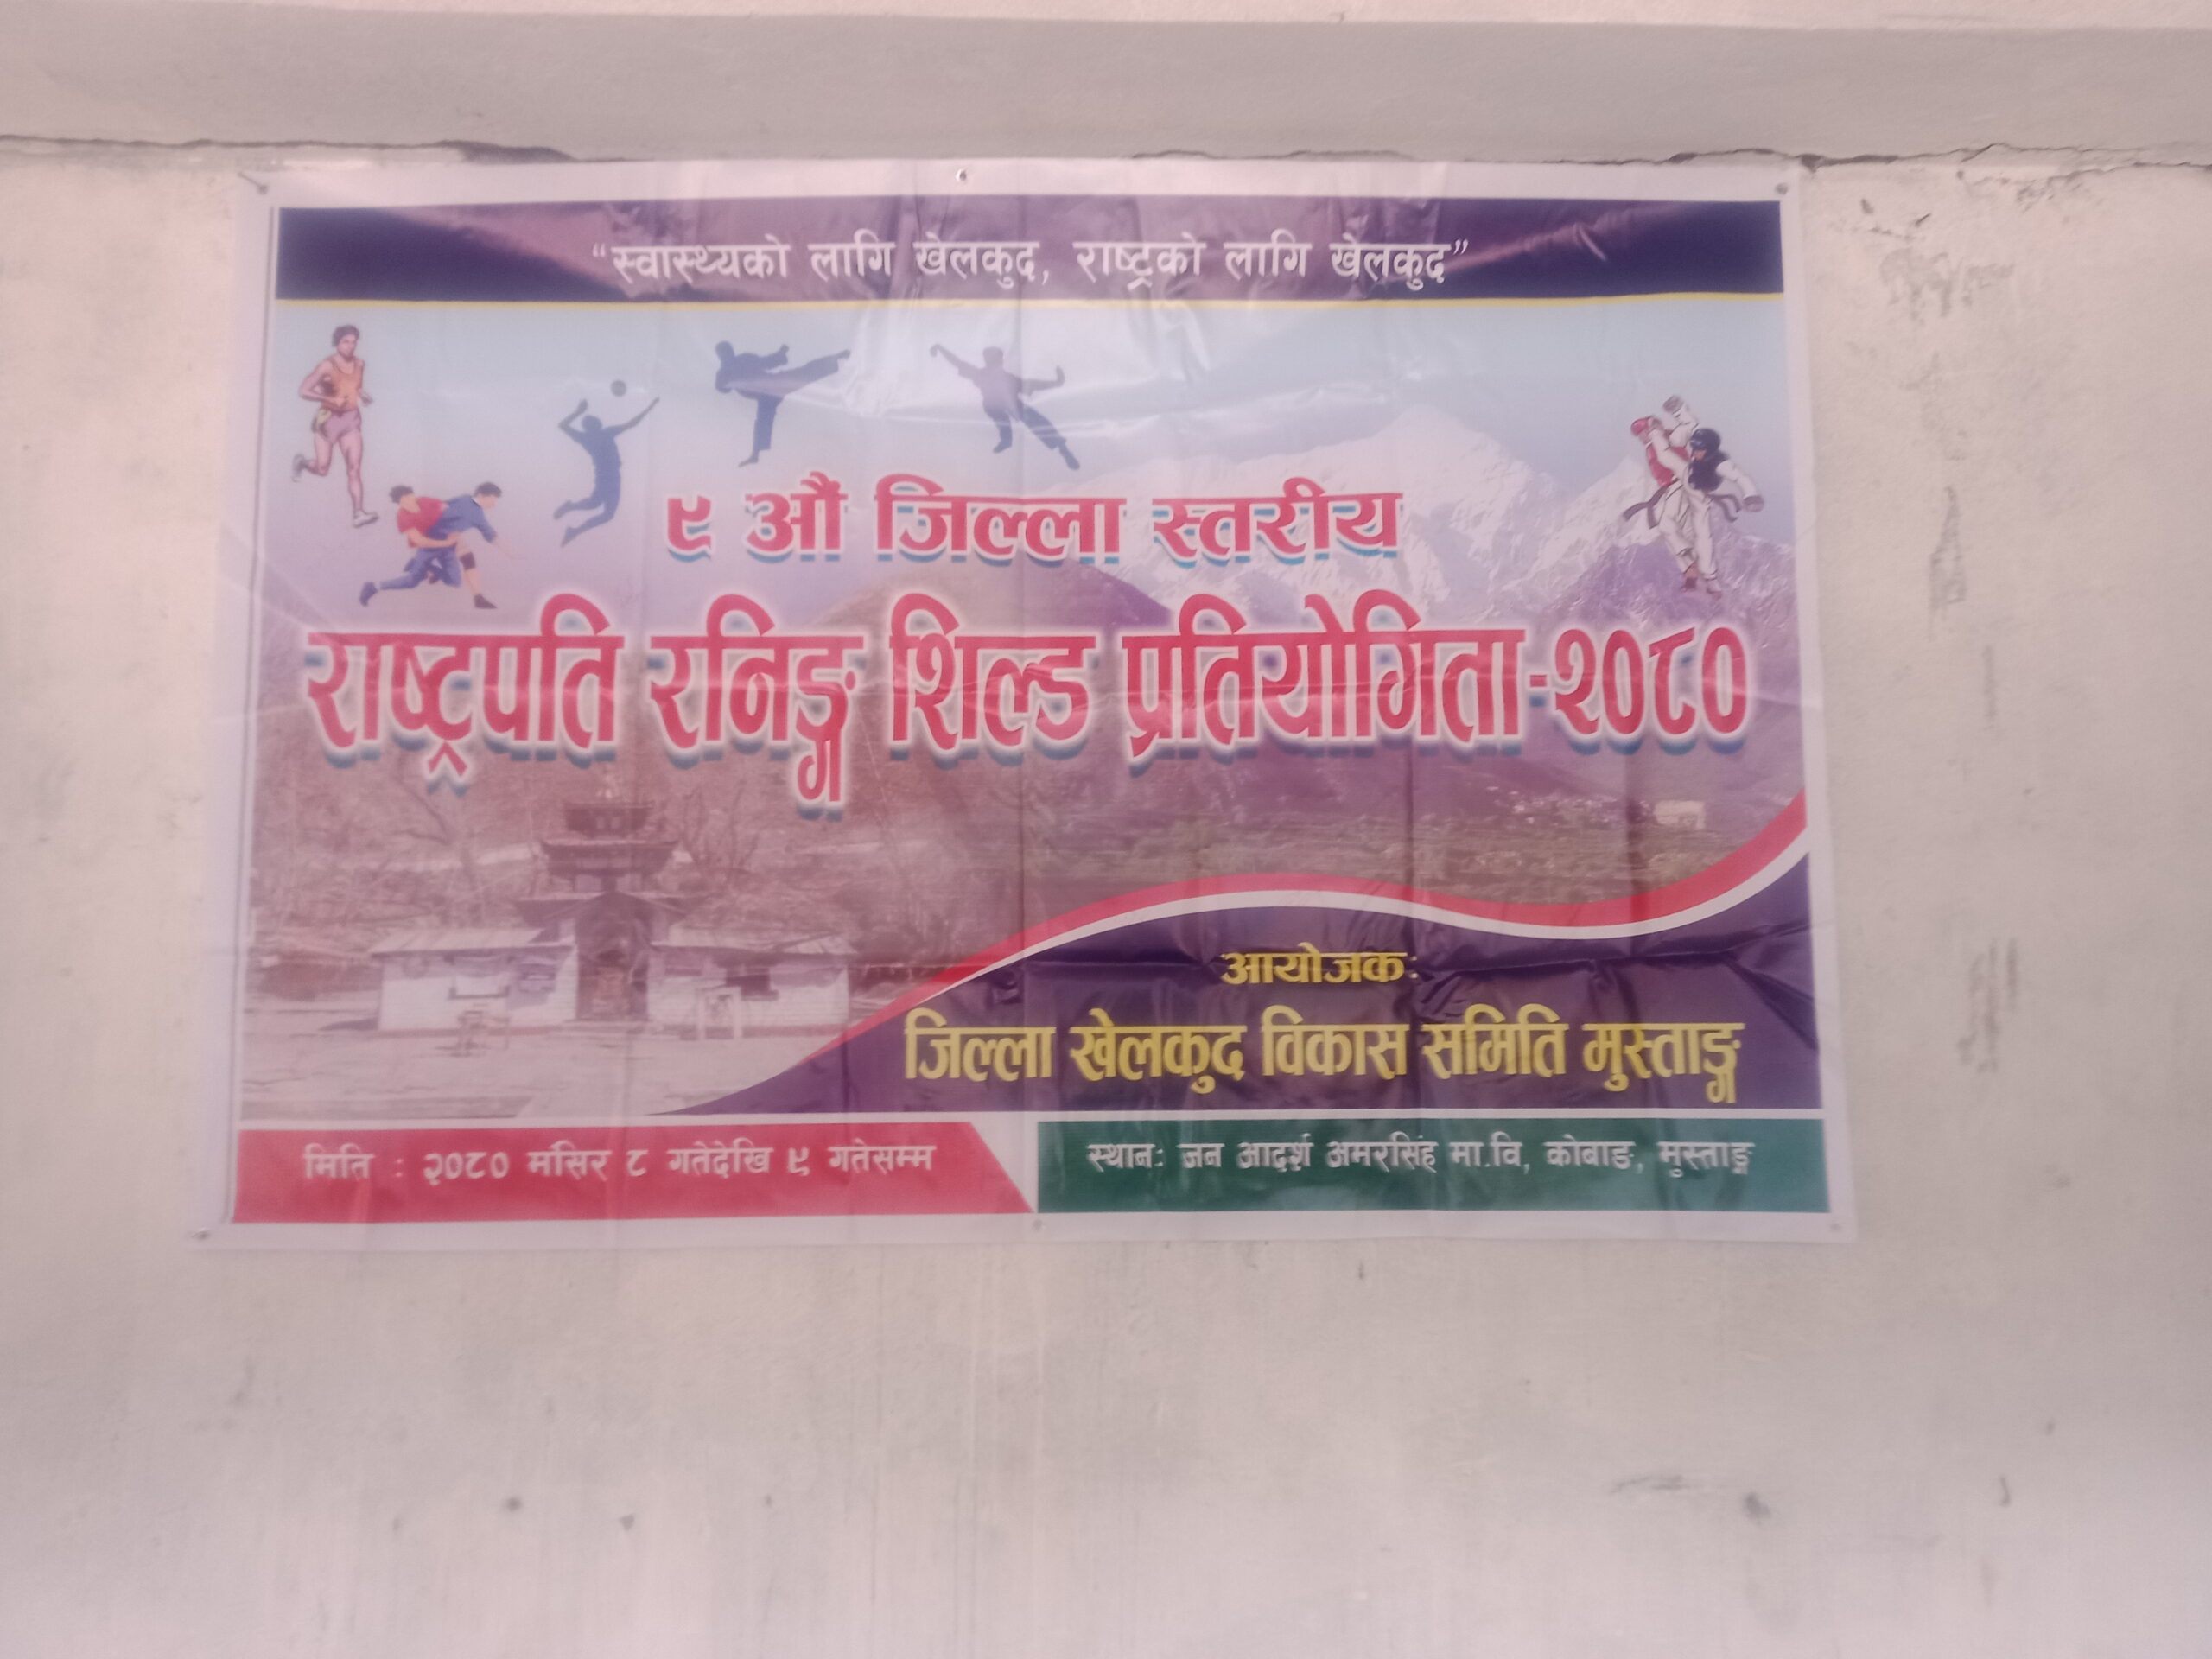 “स्वास्थ्यको लागि खेलकुद, राष्ट्रको लागि खेलकुद”
९ औं जिल्ला स्तरीय
राष्ट्रपति रनिङ्ग शिल्ड प्रतियोगिता-२०८०
आयोजकः
जिल्ला खेलकुद विकास समिति मुस्ताङ्ग
मिति : २०८० मंसिर ८ गतेदेखि ९ गतेसम्म
स्थानः जन आदर्श अमरसिंह मा.वि, कोबाङ, मुस्ताङ्ग